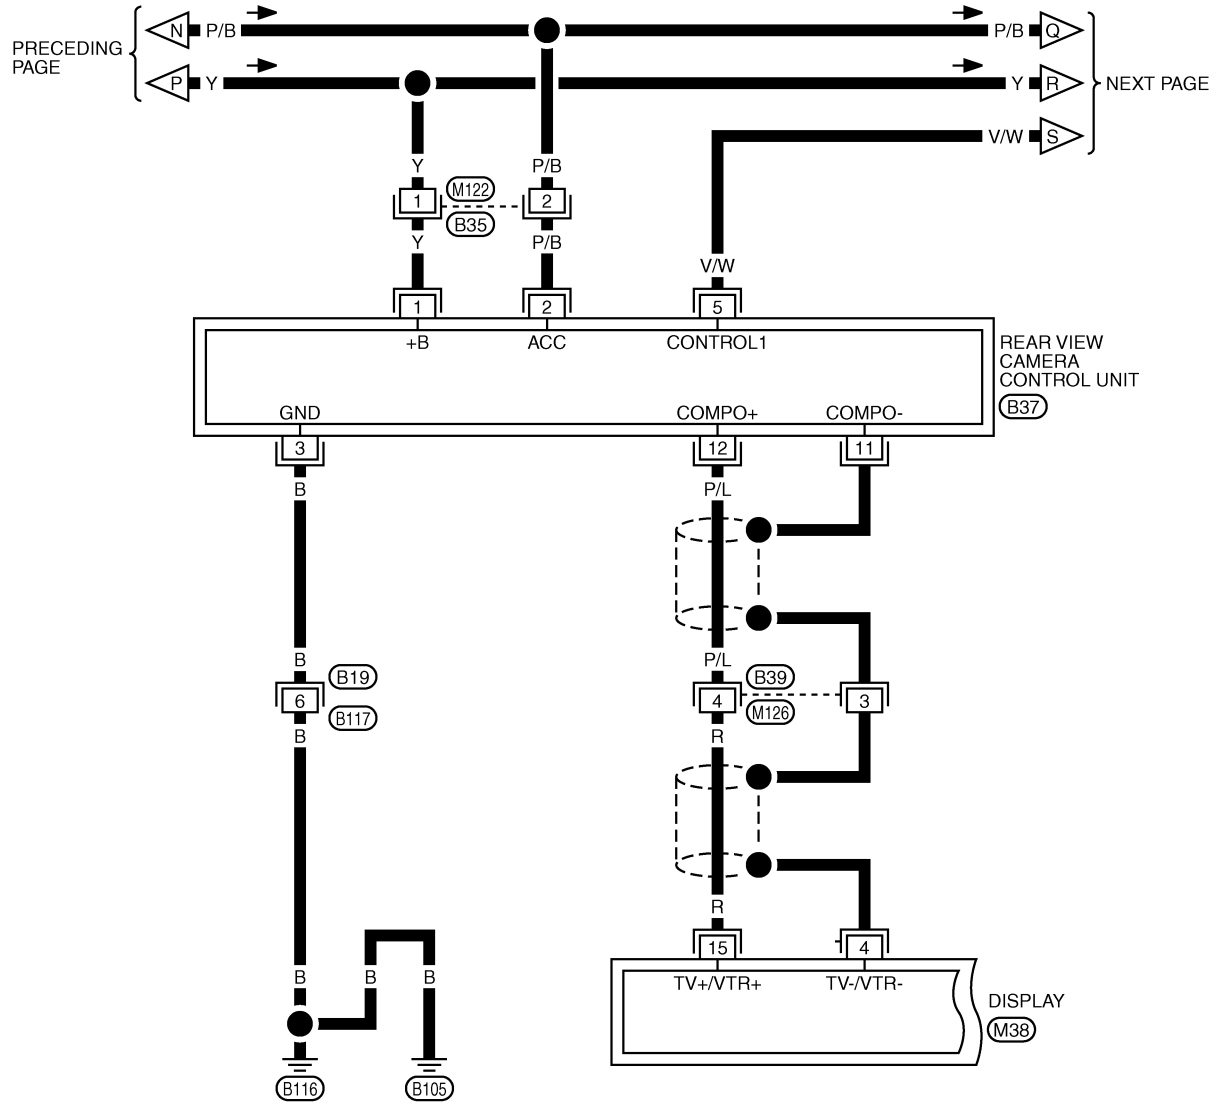 N P/B P/B Q
PRECEDING
PAGE
P Y Y R
NEXT PAGE
V/W S
Y P/B
1 M122 2
B35
Y P/B
V/W
1 2 5
+B ACC CONTROL1
REAR VIEW
CAMERA
CONTROL UNIT
B37
GND COMPO+ COMPO-
3 12 11
B P/L
B P/L
B19 B39
6 4 3
B117 M126
B R
R
B B B
15 4
TV+/VTR+ TV-/VTR-
DISPLAY
M38
B116 B105